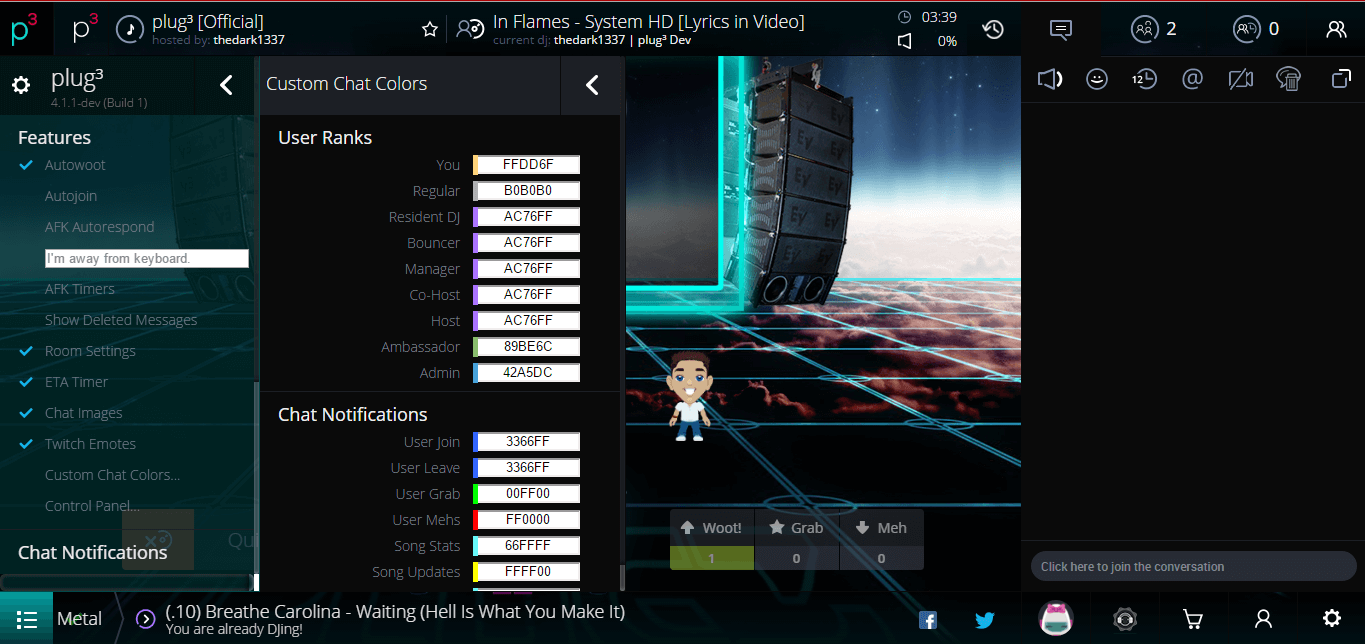 p³
p³
plug³ [Official]
hosted by: thedark1337
In Flames - System HD [Lyrics in Video]
current dj: thedark1337 | plug³ Dev
03:39
0%
2
0
plug³
4.1.1-dev (Build 1)
Features
Autowoot
Autojoin
AFK Autorespond
I'm away from keyboard.
AFK Timers
Show Deleted Messages
Room Settings
ETA Timer
Chat Images
Twitch Emotes
Custom Chat Colors...
Control Panel...
Chat Notifications
Qui
Custom Chat Colors
User Ranks
You FFDD6F
Regular B0B0B0
Resident DJ AC76FF
Bouncer AC76FF
Manager AC76FF
Co-Host AC76FF
Host AC76FF
Ambassador 89BE6C
Admin 42A5DC
Chat Notifications
User Join 3366FF
User Leave 3366FF
User Grab 00FF00
User Mehs FF0000
Song Stats 66FFFF
Song Updates FFFF00
EV
EV
EV
Woot! Grab Meh
1 0 0
12
@
Click here to join the conversation
Metal
(.10) Breathe Carolina - Waiting (Hell Is What You Make It)
You are already DJing!